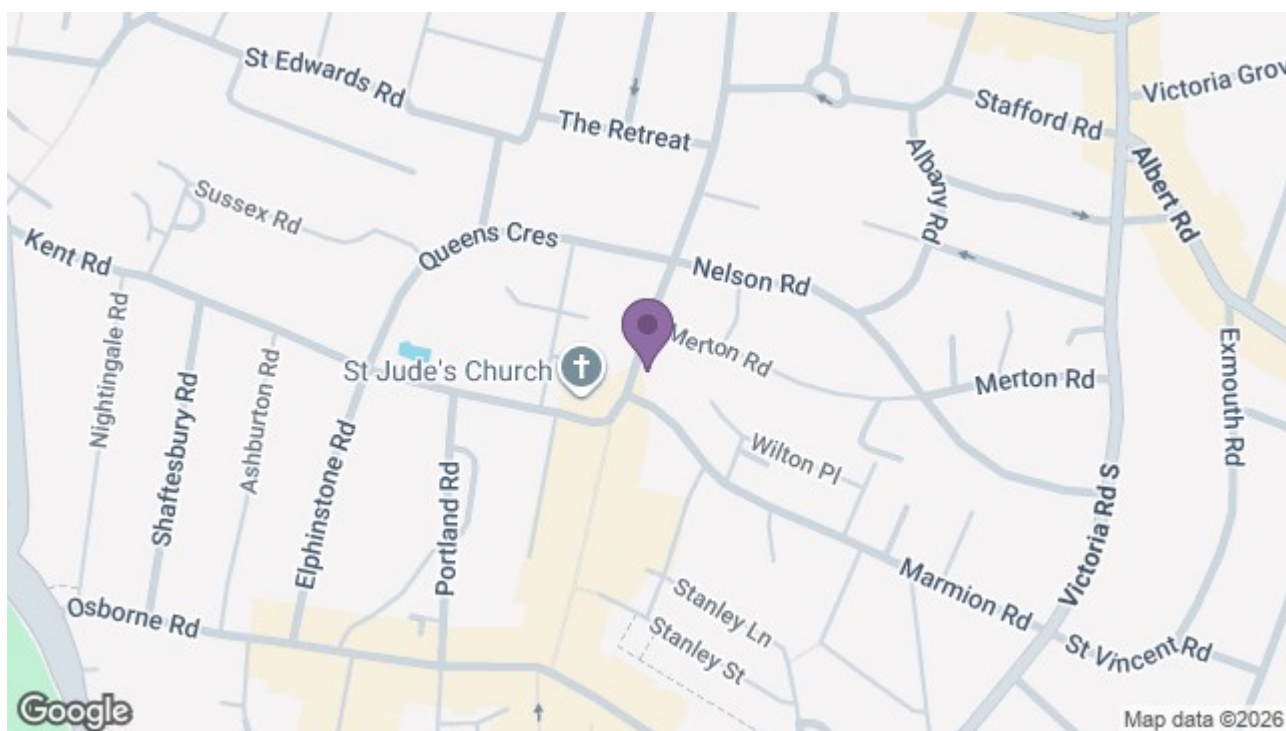 St Edwards Rd
The Retreat
Stafford Rd
Victoria Grov
Albert Rd
Albany Rd
Sussex Rd
Queens Cres
Kent Rd
Nelson Rd
Nightingale Rd
Merton Rd
St Jude's Church
Merton Rd
Exmouth Rd
Shaftesbury Rd
Ashburton Rd
Elphinstone Rd
Portland Rd
Wilton Pl
Victoria Rd S
Marmion Rd
Osborne Rd
Stanley Ln
Stanley St
St Vincent Rd
Google
Map data ©2026